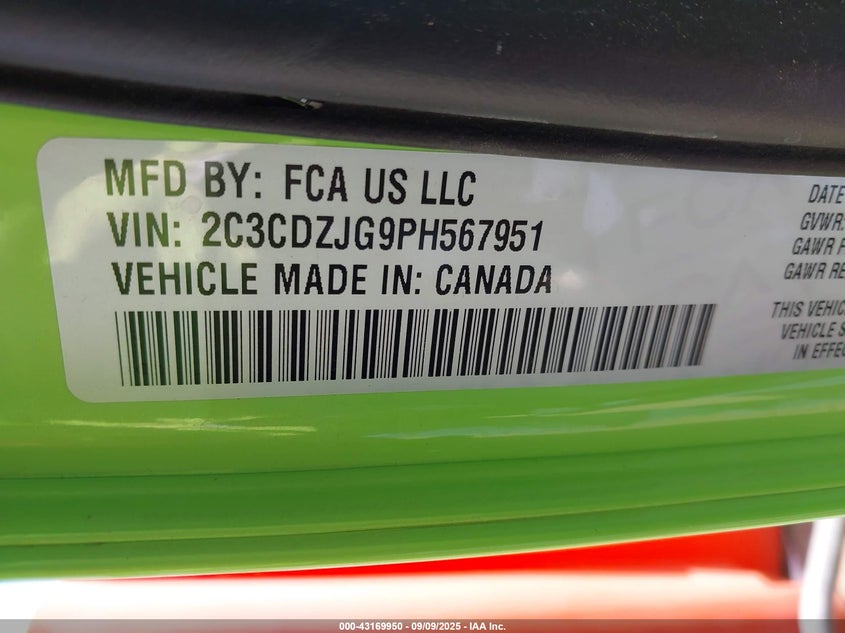 MFD BY: FCA US LLC
VIN: 2C3CDZJG9PH567951
VEHICLE MADE IN: CANADA
DATE
GVWR:
GAWR F
GAWR RE
THIS VEHIC
VEHICLE S
IN EFFEC
000-43169950 - 09/09/2025 - IAA Inc.